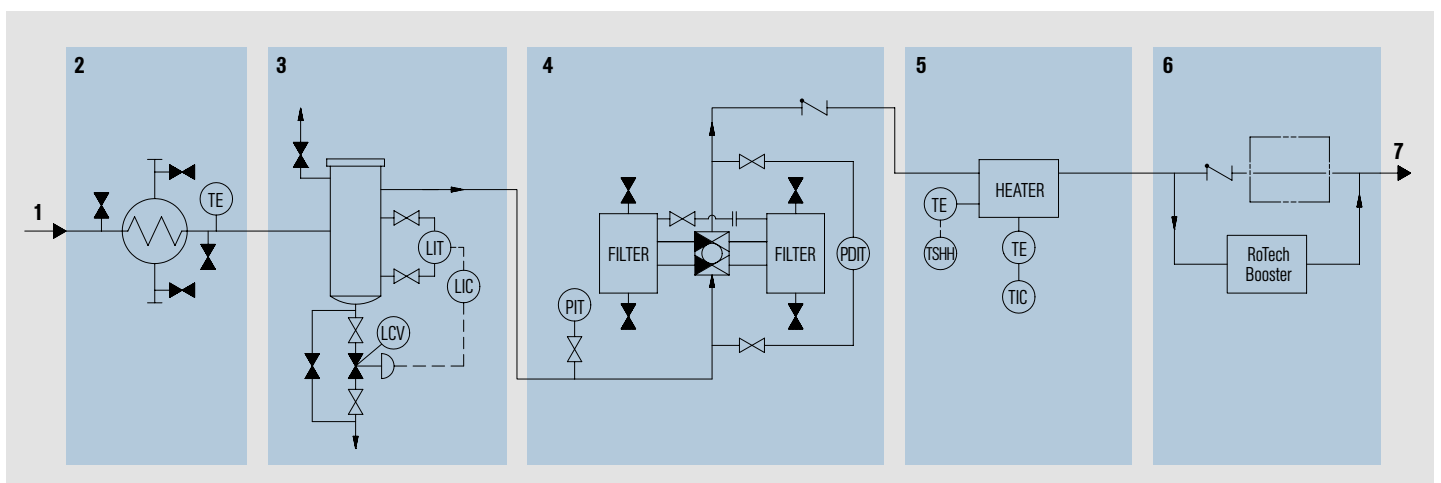 2
3
4
5
6
1
7
TE
LIT
LIC
LCV
PIT
FILTER
FILTER
PDIT
HEATER
TE
TSHH
TE
TIC
RoTech
Booster